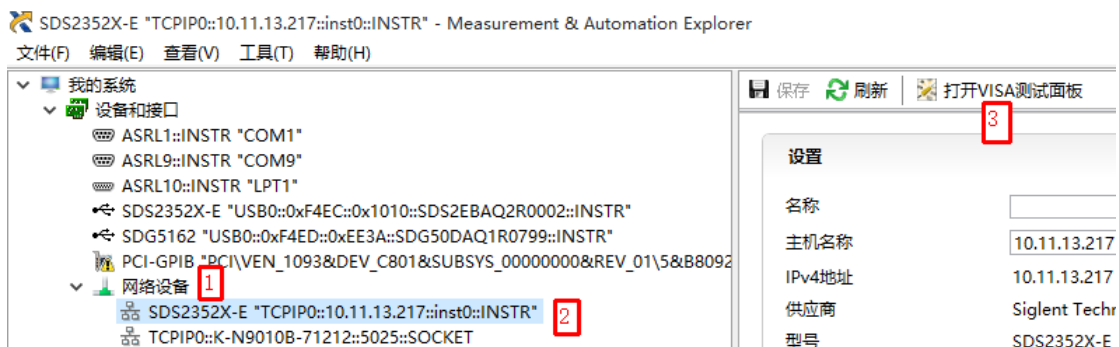 SDS2352X-E "TCPIP0::10.11.13.217::inst0::INSTR" - Measurement & Automation Explorer
文件(F) 编辑(E) 查看(V) 工具(T) 帮助(H)
我的系统
设备和接口
ASRL1::INSTR "COM1"
ASRL9::INSTR "COM9"
ASRL10::INSTR "LPT1"
SDS2352X-E "USB0::0xF4EC::0x1010::SDS2EBAQ2R0002::INSTR"
SDG5162 "USB0::0xF4ED::0xEE3A::SDG50DAQ1R0799::INSTR"
PCI-GPIB "PCI\VEN_1093&DEV_C801&SUBSYS_00000000&REV_01\5&B8092
网络设备 1
SDS2352X-E "TCPIP0::10.11.13.217::inst0::INSTR" 2
TCPIP0::K-N9010B-71212::5025::SOCKET
保存 刷新 打开VISA测试面板
3
设置
名称
主机名称 10.11.13.217
IPv4地址 10.11.13.217
供应商 Siglent Techr
型号 SDS2352X-E